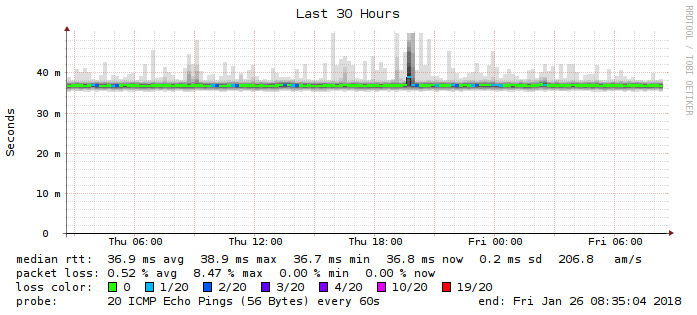 Last 30 Hours
RRDTOOL / TOBI OETIKER
Seconds
40 m
30 m
20 m
10 m
0
Thu 06:00 Thu 12:00 Thu 18:00 Fri 00:00 Fri 06:00
median rtt: 36.9 ms avg 38.9 ms max 36.7 ms min 36.8 ms now 0.2 ms sd 206.8 am/s
packet loss: 0.52 % avg 8.47 % max 0.00 % min 0.00 % now
loss color: 0 1/20 2/20 3/20 4/20 10/20 19/20
probe: 20 ICMP Echo Pings (56 Bytes) every 60s end: Fri Jan 26 08:35:04 2018